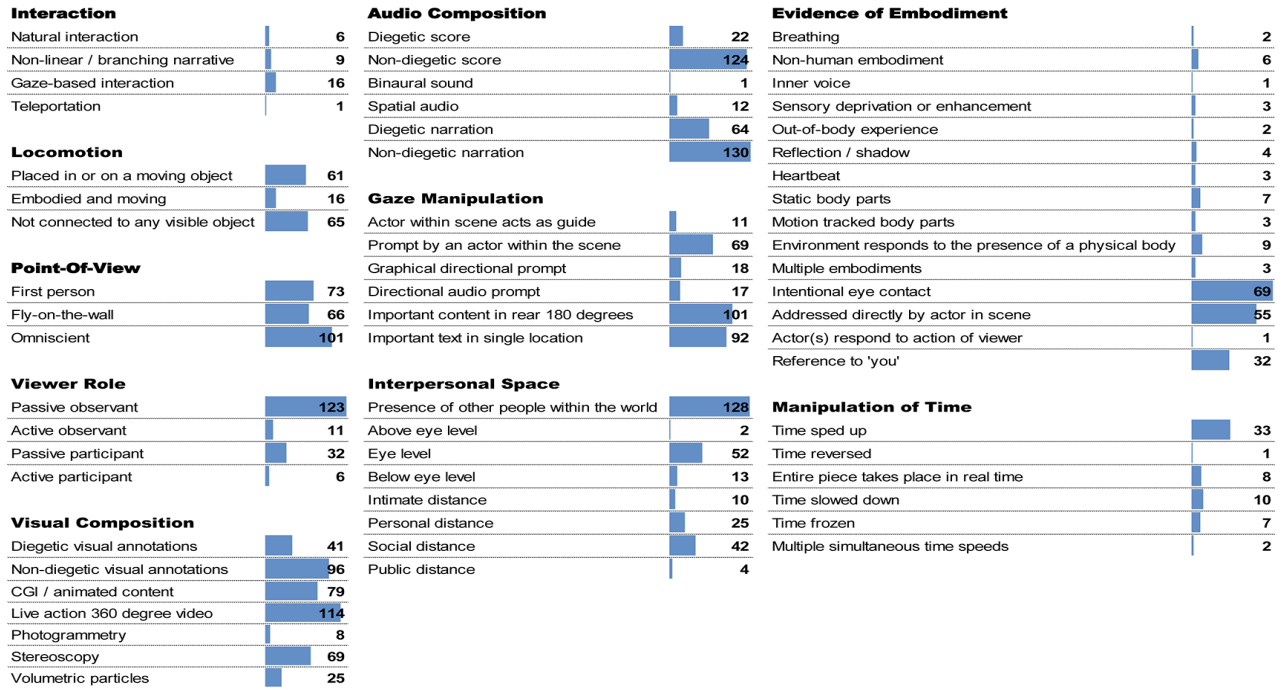 Interaction
Natural interaction 6
Non-linear / branching narrative 9
Gaze-based interaction 16
Teleportation 1
Locomotion
Placed in or on a moving object 61
Embodied and moving 16
Not connected to any visible object 65
Point-Of-View
First person 73
Fly-on-the-wall 66
Omniscient 101
Viewer Role
Passive observant 123
Active observant 11
Passive participant 32
Active participant 6
Visual Composition
Diegetic visual annotations 41
Non-diegetic visual annotations 96
CGI / animated content 79
Live action 360 degree video 114
Photogrammetry 8
Stereoscopy 69
Volumetric particles 25
Audio Composition
Diegetic score 22
Non-diegetic score 124
Binaural sound 1
Spatial audio 12
Diegetic narration 64
Non-diegetic narration 130
Gaze Manipulation
Actor within scene acts as guide 11
Prompt by an actor within the scene 69
Graphical directional prompt 18
Directional audio prompt 17
Important content in rear 180 degrees 101
Important text in single location 92
Interpersonal Space
Presence of other people within the world 128
Above eye level 2
Eye level 52
Below eye level 13
Intimate distance 10
Personal distance 25
Social distance 42
Public distance 4
Evidence of Embodiment
Breathing 2
Non-human embodiment 6
Inner voice 1
Sensory deprivation or enhancement 3
Out-of-body experience 2
Reflection / shadow 4
Heartbeat 3
Static body parts 7
Motion tracked body parts 3
Environment responds to the presence of a physical body 9
Multiple embodiments 3
Intentional eye contact 69
Addressed directly by actor in scene 55
Actor(s) respond to action of viewer 1
Reference to 'you' 32
Manipulation of Time
Time sped up 33
Time reversed 1
Entire piece takes place in real time 8
Time slowed down 10
Time frozen 7
Multiple simultaneous time speeds 2